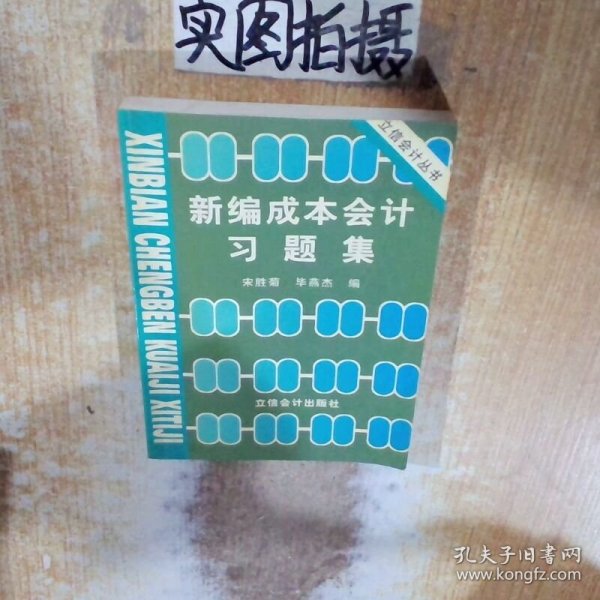 实图拍摄
立信会计丛书
XINBIAN CHENGBEN KUAIJI XITIJI
新编成本会计
习题集
宋胜菊 毕燕杰 编
立信会计出版社
孔夫子旧书网
www.kongfz.com